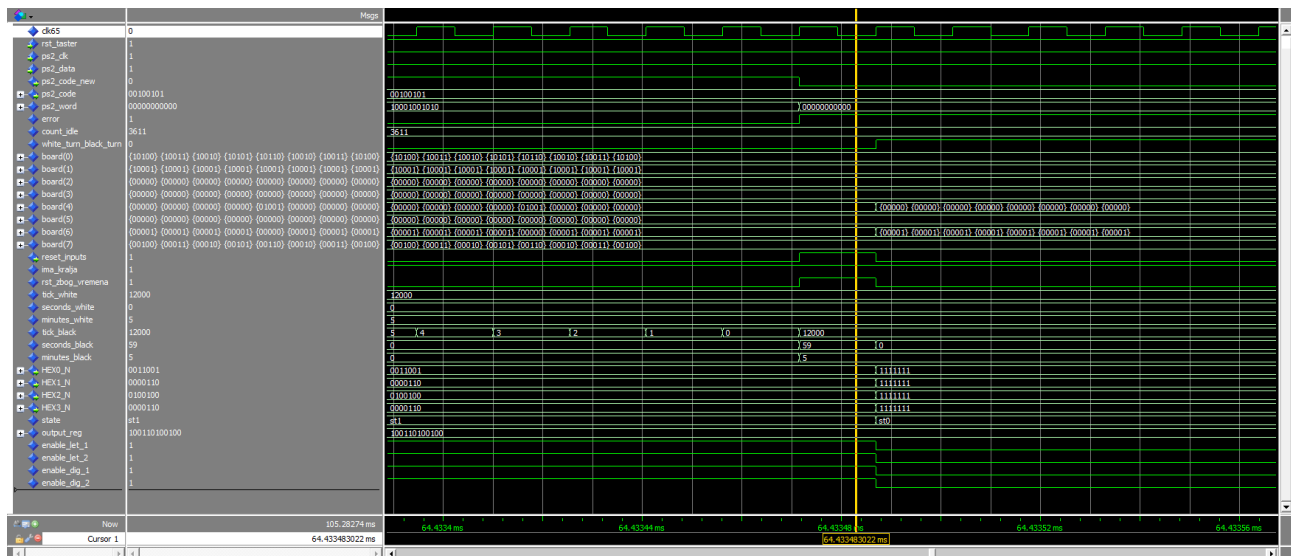 Msgs
clk65 0
rst_taster 1
ps2_clk 1
ps2_data 1
ps2_code_new 0
ps2_code 00100101 00100101
ps2_word 00000000000 10001001010 00000000000
error 1
count_idle 3611 3611
white_turn_black_turn 0
board(0) {10100} {10011} {10010} {10101} {10110} {10010} {10011} {10100} {10100} {10011} {10010} {10101} {10110} {10010} {10011} {10100}
board(1) {10001} {10001} {10001} {10001} {10001} {10001} {10001} {10001} {10001} {10001} {10001} {10001} {10001} {10001} {10001} {10001}
board(2) {00000} {00000} {00000} {00000} {00000} {00000} {00000} {00000} {00000} {00000} {00000} {00000} {00000} {00000} {00000} {00000}
board(3) {00000} {00000} {00000} {00000} {00000} {00000} {00000} {00000} {00000} {00000} {00000} {00000} {00000} {00000} {00000} {00000}
board(4) {00000} {00000} {00000} {00000} {01001} {00000} {00000} {00000} {00000} {00000} {00000} {00000} {01001} {00000} {00000} {00000} {00000} {00000} {00000} {00000} {00000} {00000} {00000} {00000}
board(5) {00000} {00000} {00000} {00000} {00000} {00000} {00000} {00000} {00000} {00000} {00000} {00000} {00000} {00000} {00000} {00000}
board(6) {00001} {00001} {00001} {00001} {00000} {00001} {00001} {00001} {00001} {00001} {00001} {00001} {00000} {00001} {00001} {00001} {00001} {00001} {00001} {00001} {00001} {00001} {00001} {00001}
board(7) {00100} {00011} {00010} {00101} {00110} {00010} {00011} {00100} {00100} {00011} {00010} {00101} {00110} {00010} {00011} {00100}
reset_inputs 1
ima_kralja 1
rst_zbog_vremena 1
tick_white 12000 12000
seconds_white 0 0
minutes_white 5 5
tick_black 12000 5 4 3 2 1 0 12000
seconds_black 59 0 59 0
minutes_black 5 0 5
HEX0_N 0011001 0011001 1111111
HEX1_N 0000110 0000110 1111111
HEX2_N 0100100 0100100 1111111
HEX3_N 0000110 0000110 1111111
state st1 st1 st0
output_reg 100110100100 100110100100
enable_let_1 1
enable_let_2 1
enable_dig_1 1
enable_dig_2 1
Now 105.28274 ms 64.4334 ms 64.43344 ms 64.43348 ms 64.43352 ms 64.43356 ms
Cursor 1 64.433483022 ms 64.433483022 ms